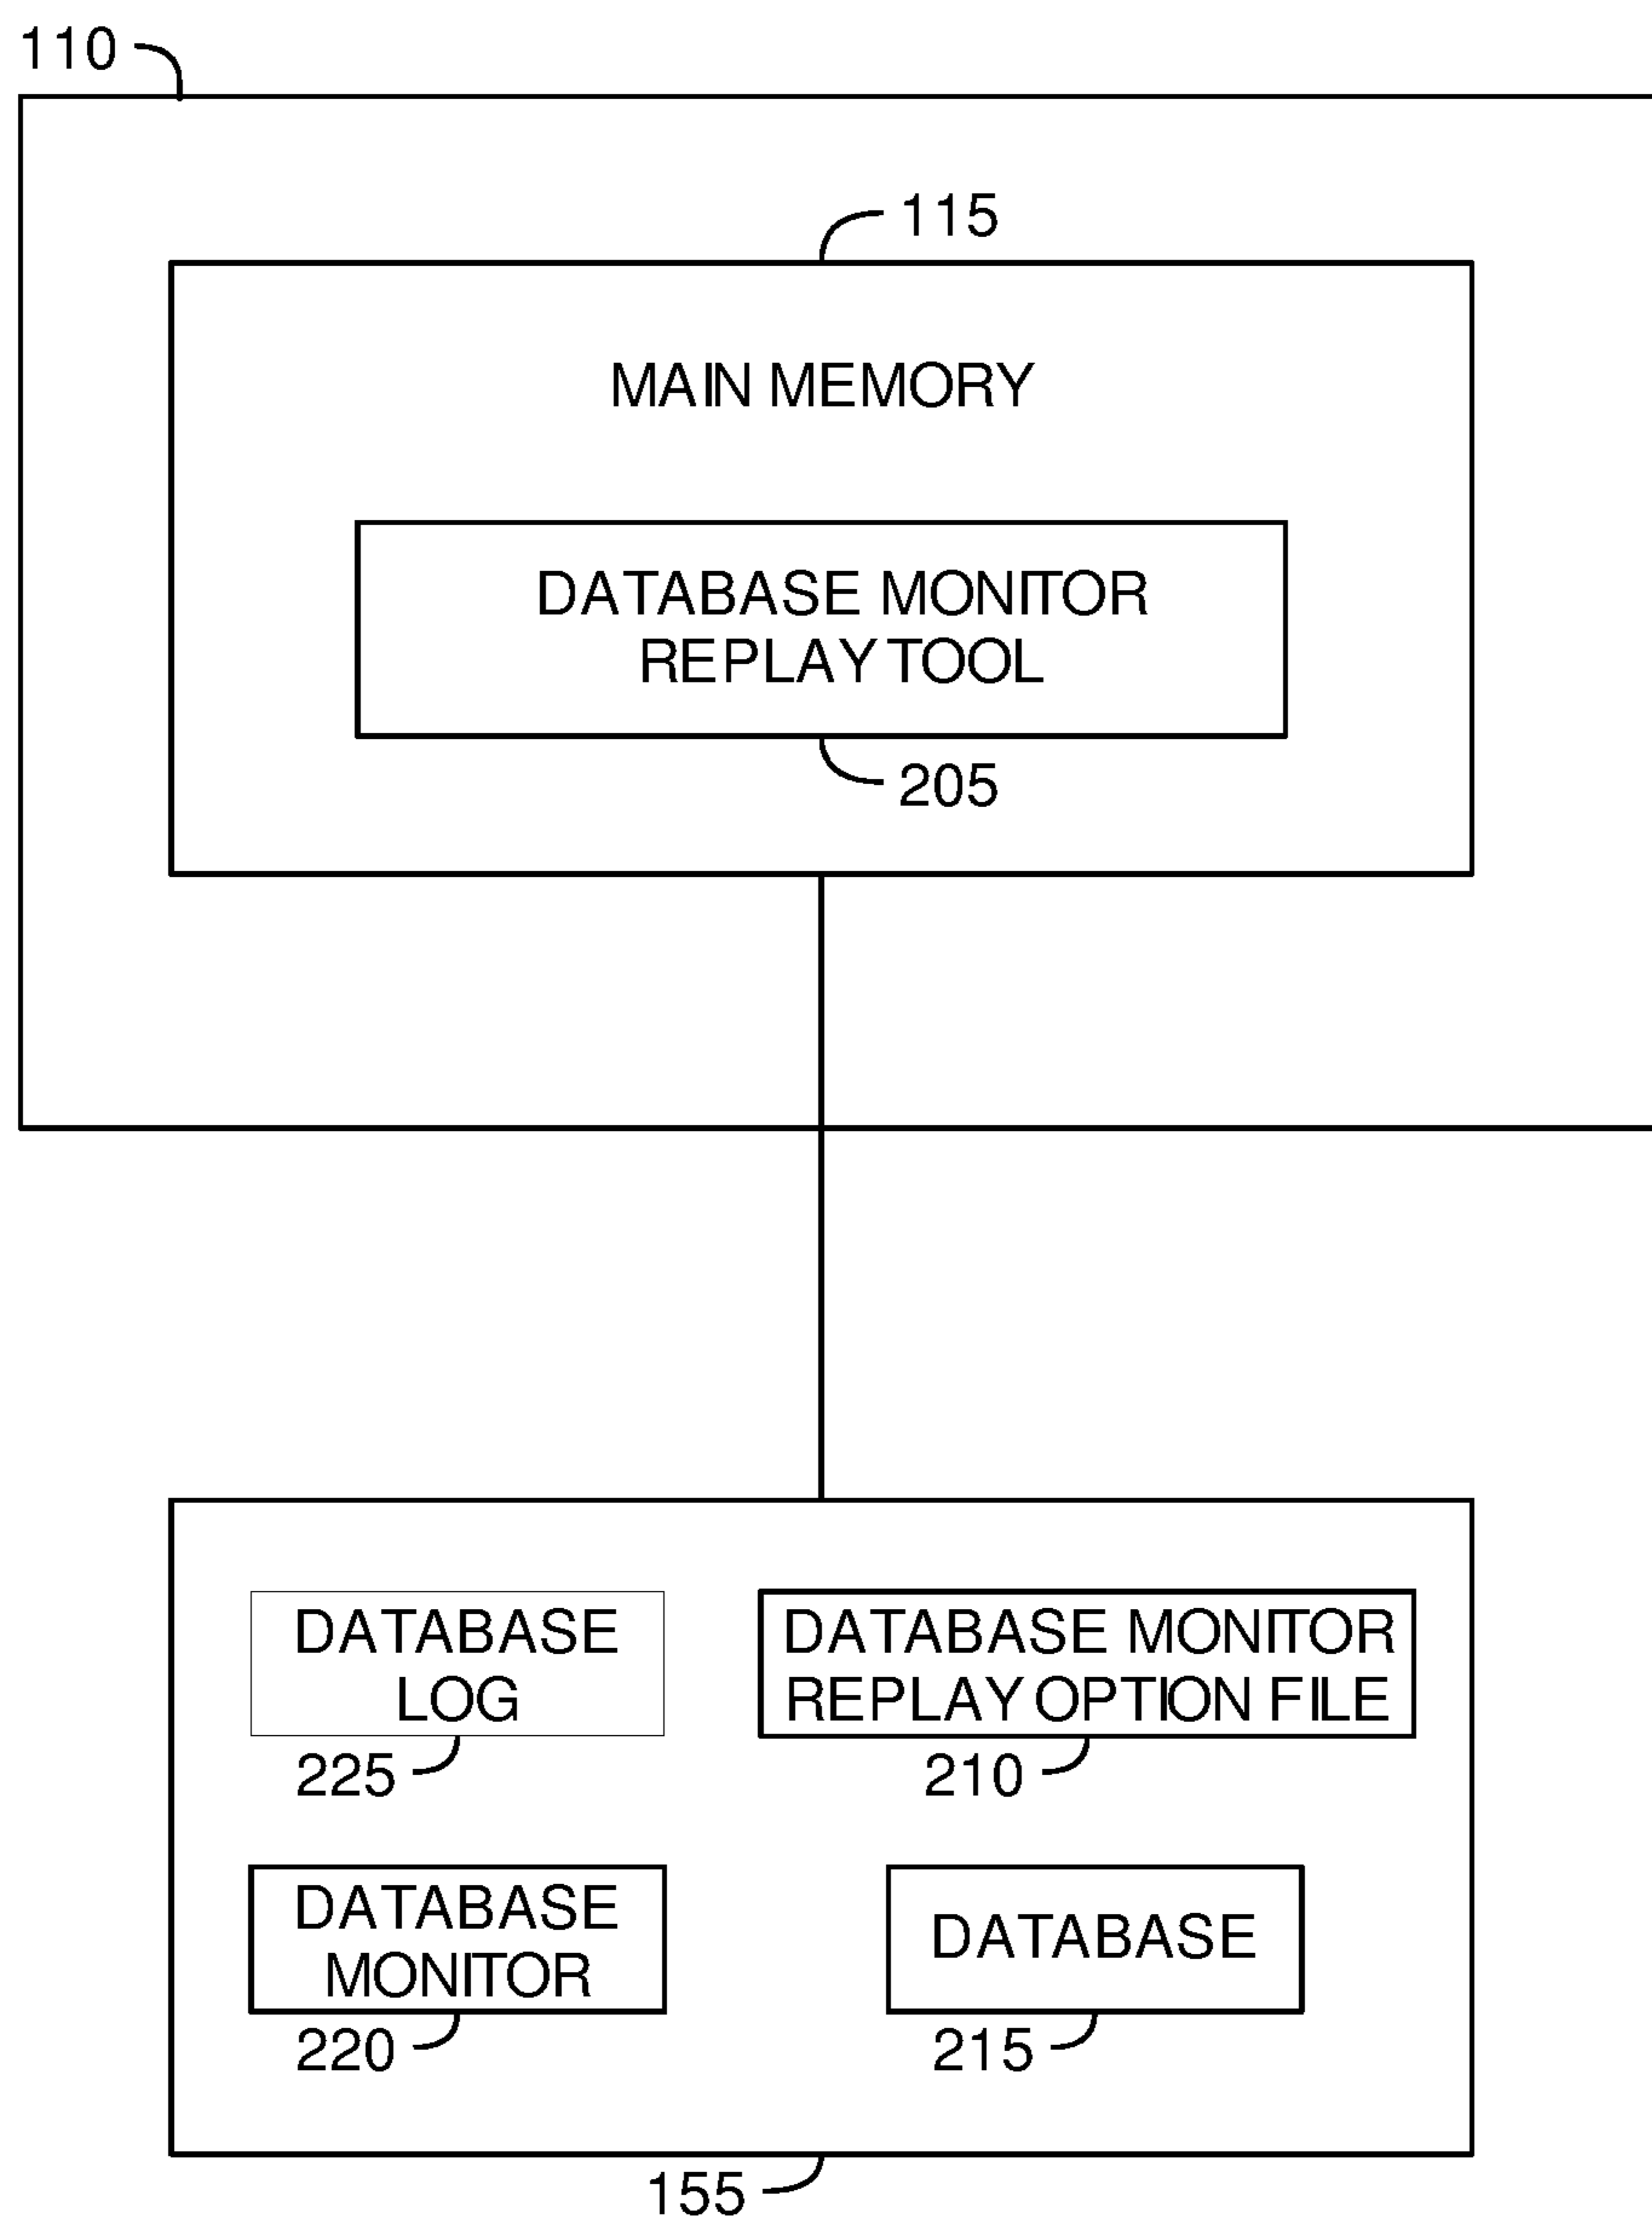 110
115
MAIN MEMORY
DATABASE MONITOR
REPLAY TOOL
205
DATABASE
LOG
225
DATABASE MONITOR
REPLAY OPTION FILE
210
DATABASE
MONITOR
220
DATABASE
215
155